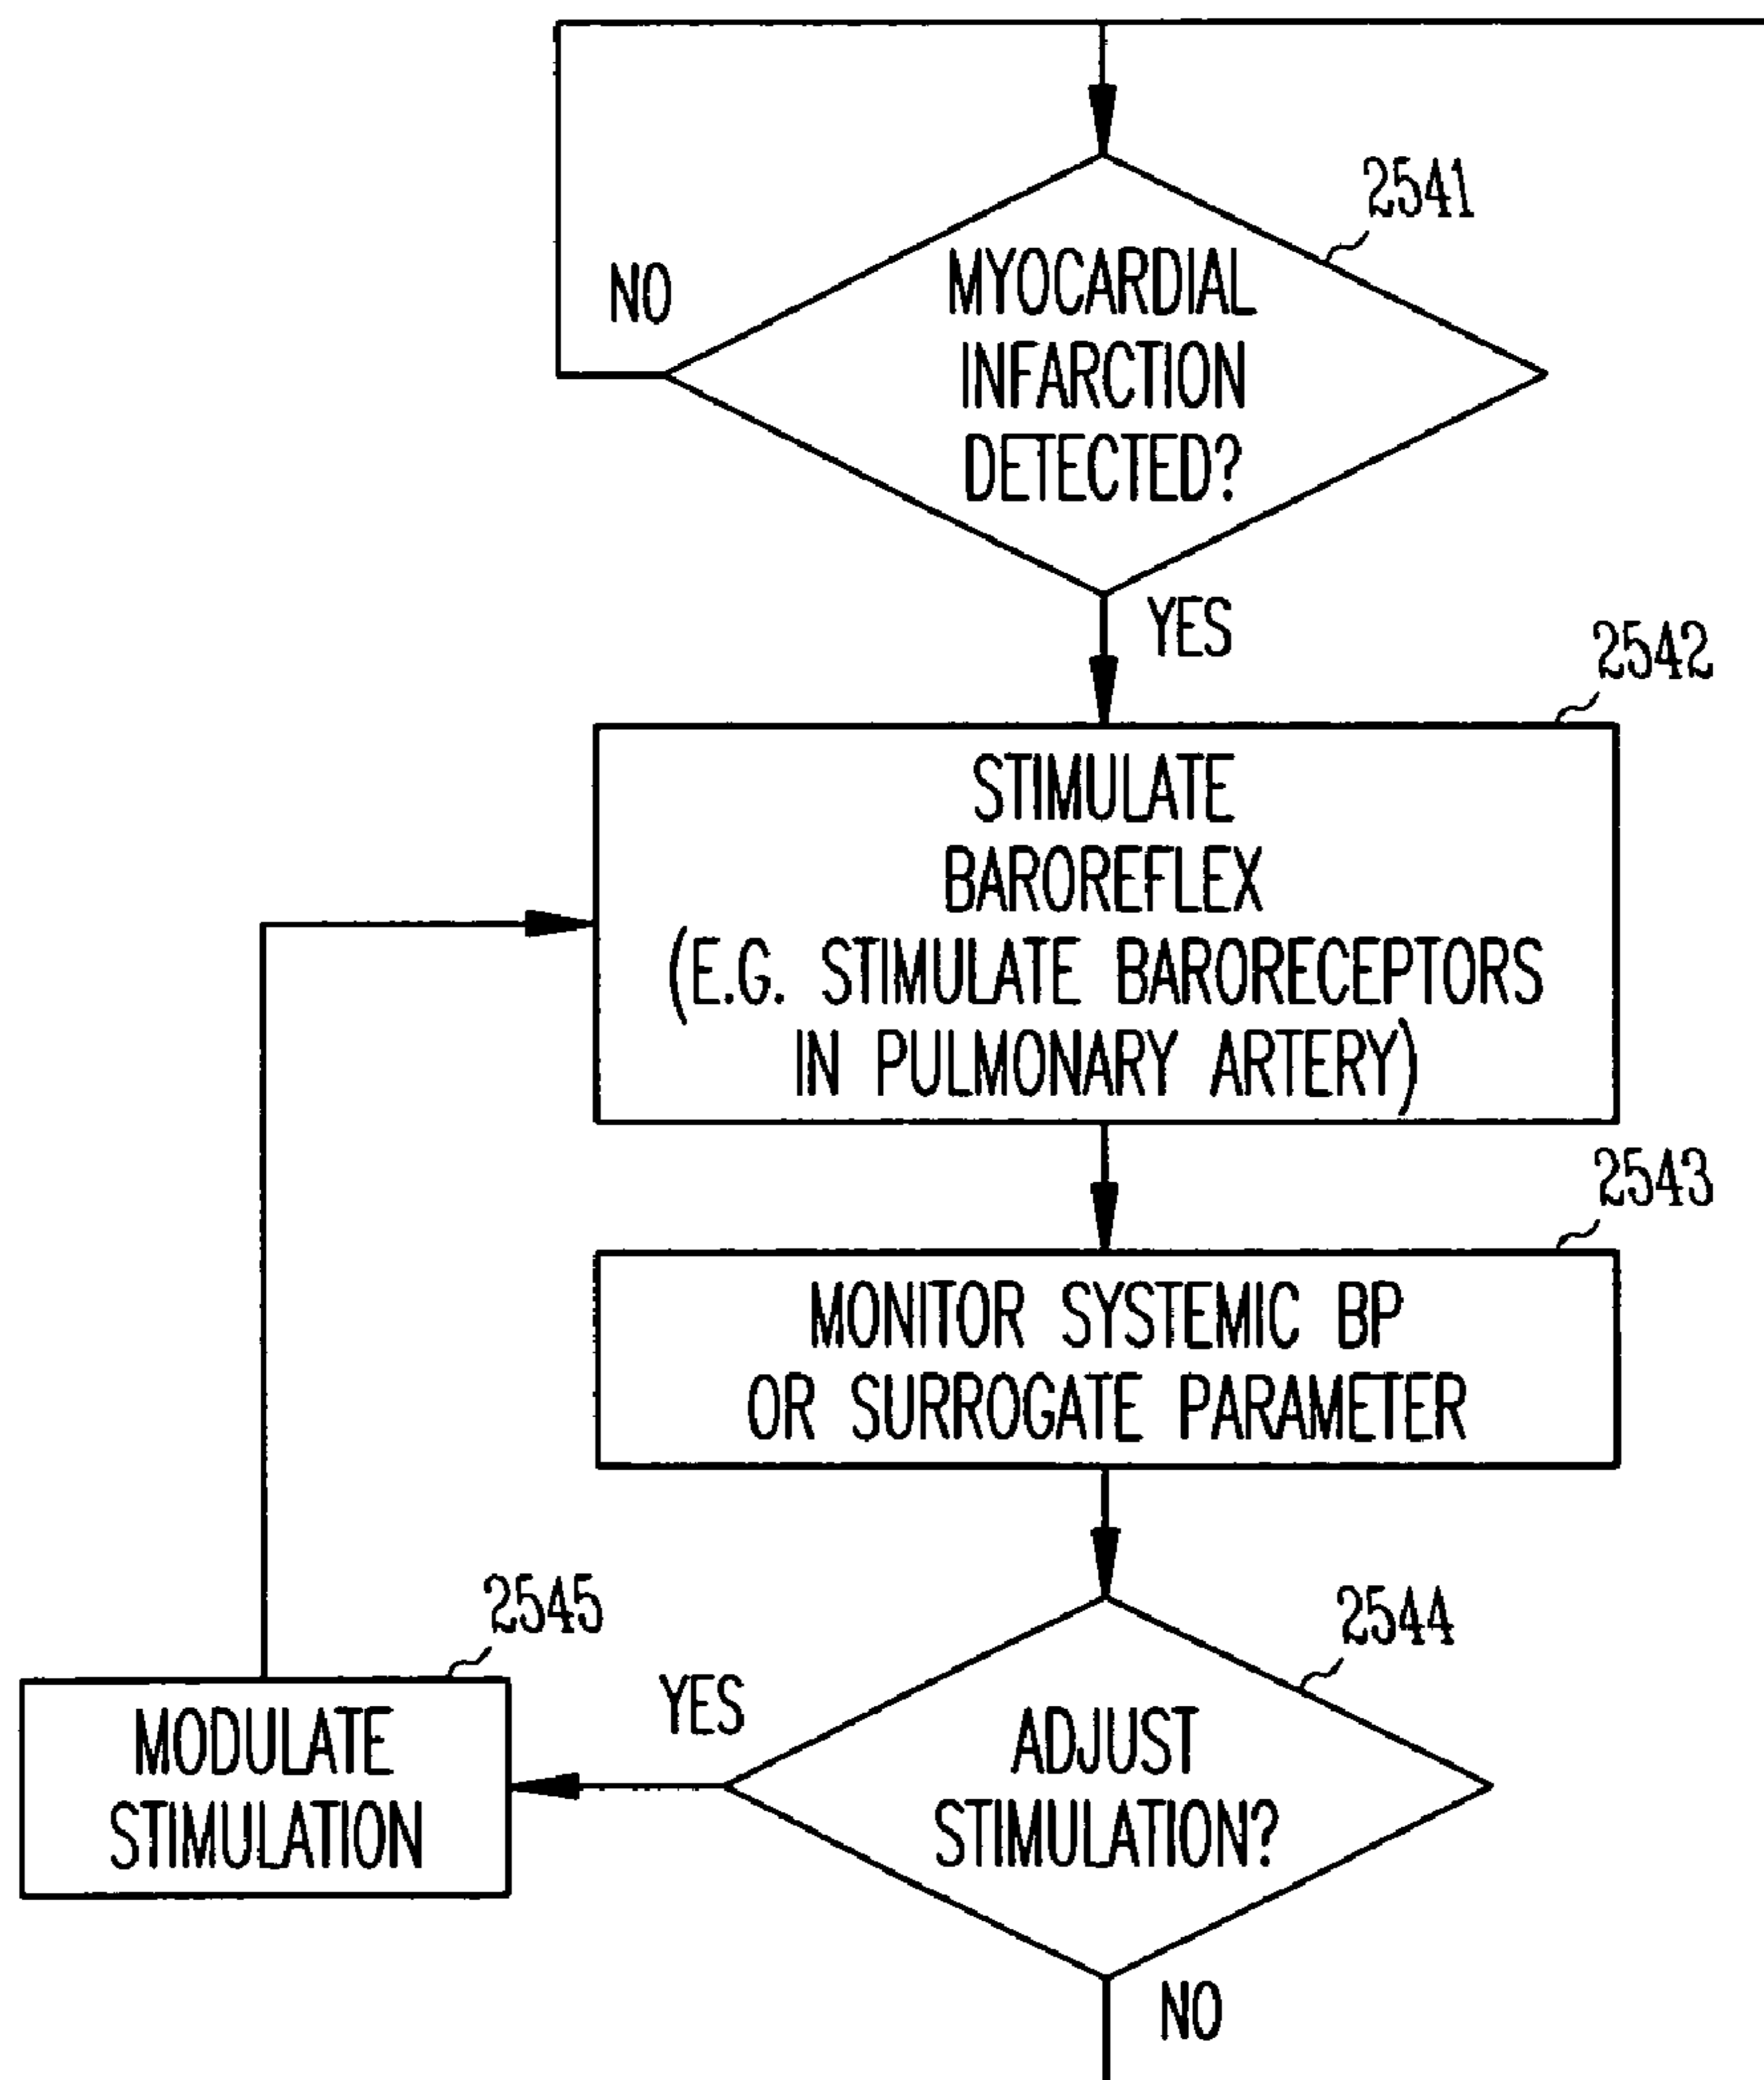 2541
NO
MYOCARDIAL
INFARCTION
DETECTED?
YES
2542
STIMULATE
BAROREFLEX
(E.G. STIMULATE BARORECEPTORS
IN PULMONARY ARTERY)
2543
MONITOR SYSTEMIC BP
OR SURROGATE PARAMETER
2545
2544
YES
MODULATE
STIMULATION
ADJUST
STIMULATION?
NO